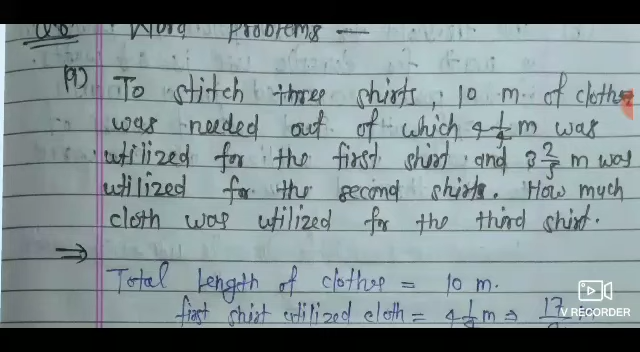 Q6 Word Problems —
(a) To stitch three shirts, 10 m of clothes
was needed out of which 4 1/4 m was
utilized for the first shirt and 3 2/3 m was
utilized for the second shirts. How much
cloth was utilized for the third shirt.
⇒
Total Length of clothes = 10 m.
first shirt utilized cloth = 4 1/4 m ⇒ 17/
V RECORDER